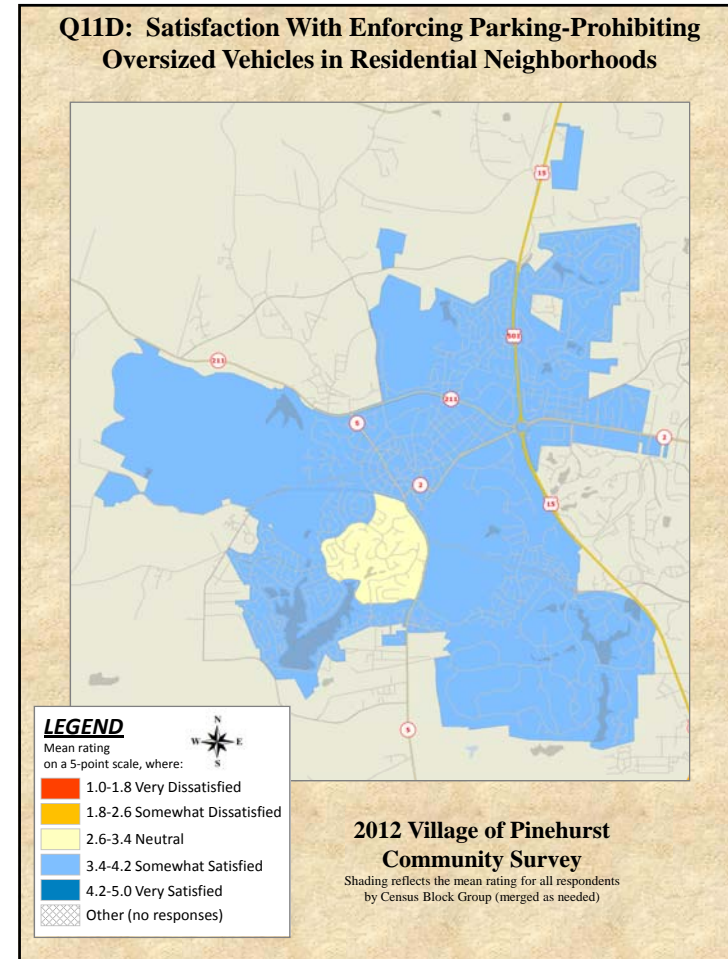 Q11D: Satisfaction With Enforcing Parking-Prohibiting
Oversized Vehicles in Residential Neighborhoods
15
501
211
211
5
2
2
15
5
LEGEND
Mean rating
on a 5-point scale, where:
N
W E
S
1.0-1.8 Very Dissatisfied
1.8-2.6 Somewhat Dissatisfied
2.6-3.4 Neutral
3.4-4.2 Somewhat Satisfied
4.2-5.0 Very Satisfied
Other (no responses)
2012 Village of Pinehurst
Community Survey
Shading reflects the mean rating for all respondents
by Census Block Group (merged as needed)